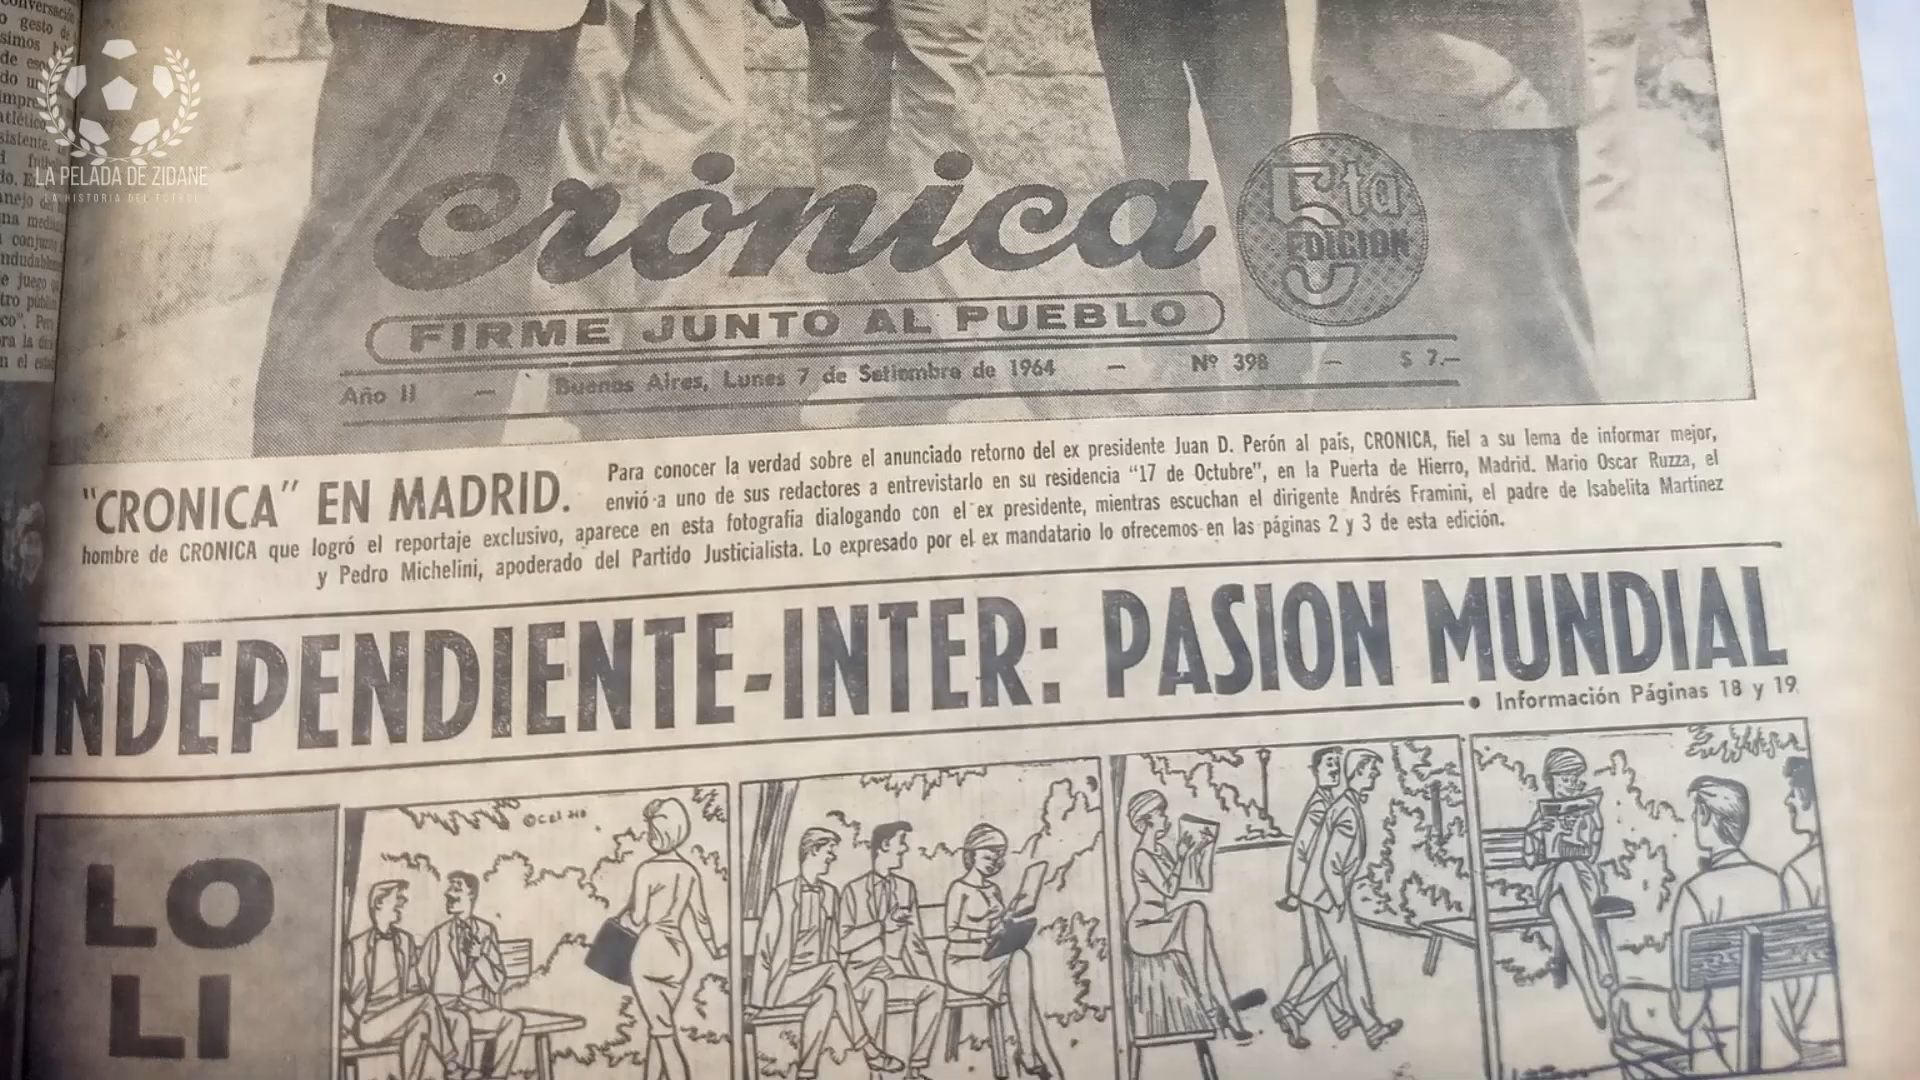 LA PELADA DE ZIDANE
LA HISTORIA DEL FUTBOL
crónica
5ta
EDICION
FIRME JUNTO AL PUEBLO
Año II — Buenos Aires, Lunes 7 de Setiembre de 1964 — Nº 398 — $ 7.—
"CRONICA" EN MADRID.
Para conocer la verdad sobre el anunciado retorno del ex presidente Juan D. Perón al país, CRONICA, fiel a su lema de informar mejor,
envió a uno de sus redactores a entrevistarlo en su residencia "17 de Octubre", en la Puerta de Hierro, Madrid. Mario Oscar Ruzza, el
hombre de CRONICA que logró el reportaje exclusivo, aparece en esta fotografía dialogando con el ex presidente, mientras escuchan el dirigente Andrés Framini, el padre de Isabelita Martínez
y Pedro Michelini, apoderado del Partido Justicialista. Lo expresado por el ex mandatario lo ofrecemos en las páginas 2 y 3 de esta edición.
INDEPENDIENTE-INTER: PASION MUNDIAL
• Información Páginas 18 y 19
LO
LI